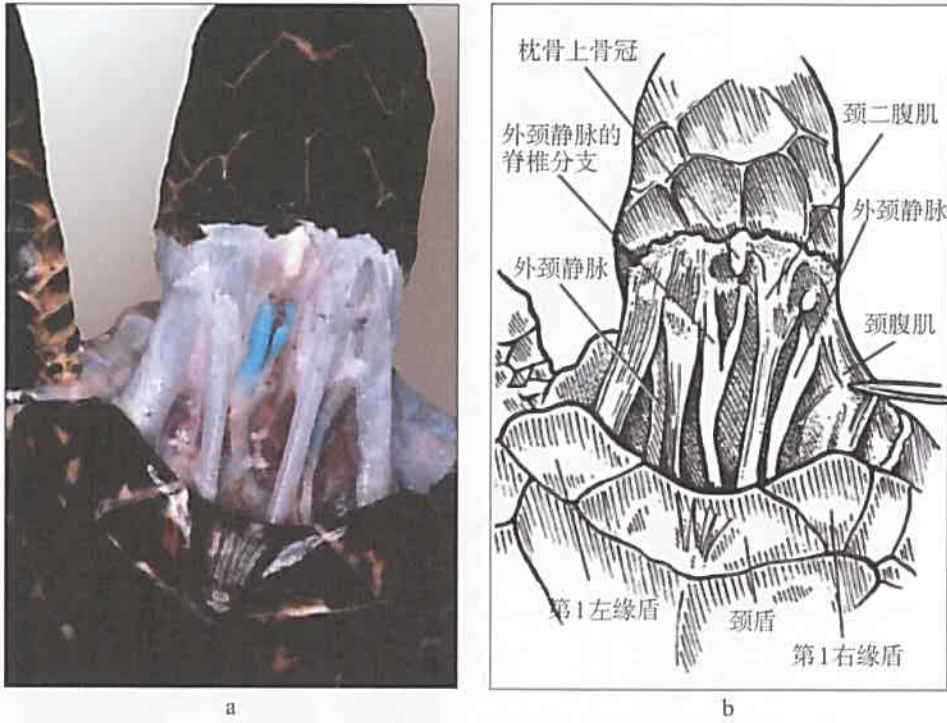 枕骨上骨冠
外颈静脉的
脊椎分支
外颈静脉
颈二腹肌
外颈静脉
颈腹肌
第1左缘盾
颈盾
第1右缘盾
a
b